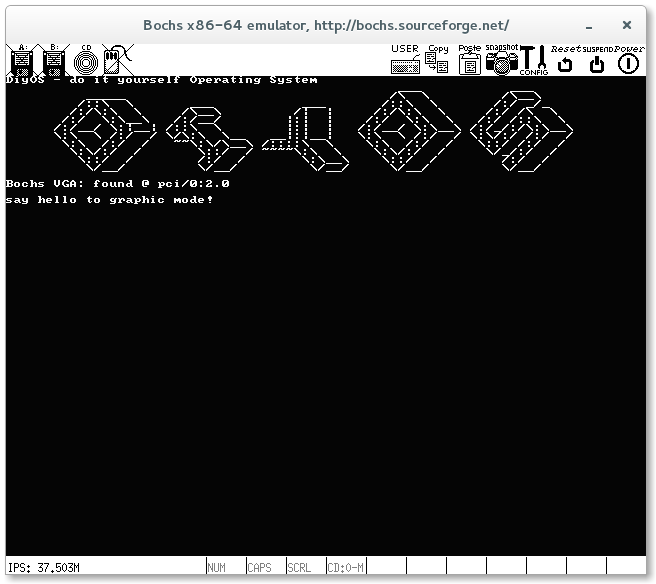 Bochs x86-64 emulator, http://bochs.sourceforge.net/
A: B: CD USER Copy Paste Snapshot CONFIG Reset SUSPEND Power
DiyOS - do it yourself Operating System
Bochs VGA: found @ pci/0:2.0
say hello to graphic mode!
IPS: 37.503M NUM CAPS SCRL CD:0-M